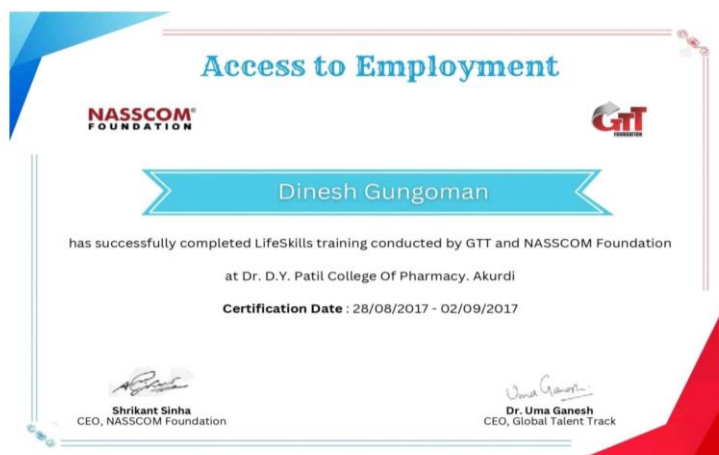 Access to Employment
NASSCOM®
FOUNDATION
GTT
FOUNDATION
Dinesh Gungoman
has successfully completed LifeSkills training conducted by GTT and NASSCOM Foundation
at Dr. D.Y. Patil College Of Pharmacy. Akurdi
Certification Date : 28/08/2017 - 02/09/2017
Uma Ganesh
Shrikant Sinha
CEO, NASSCOM Foundation
Dr. Uma Ganesh
CEO, Global Talent Track